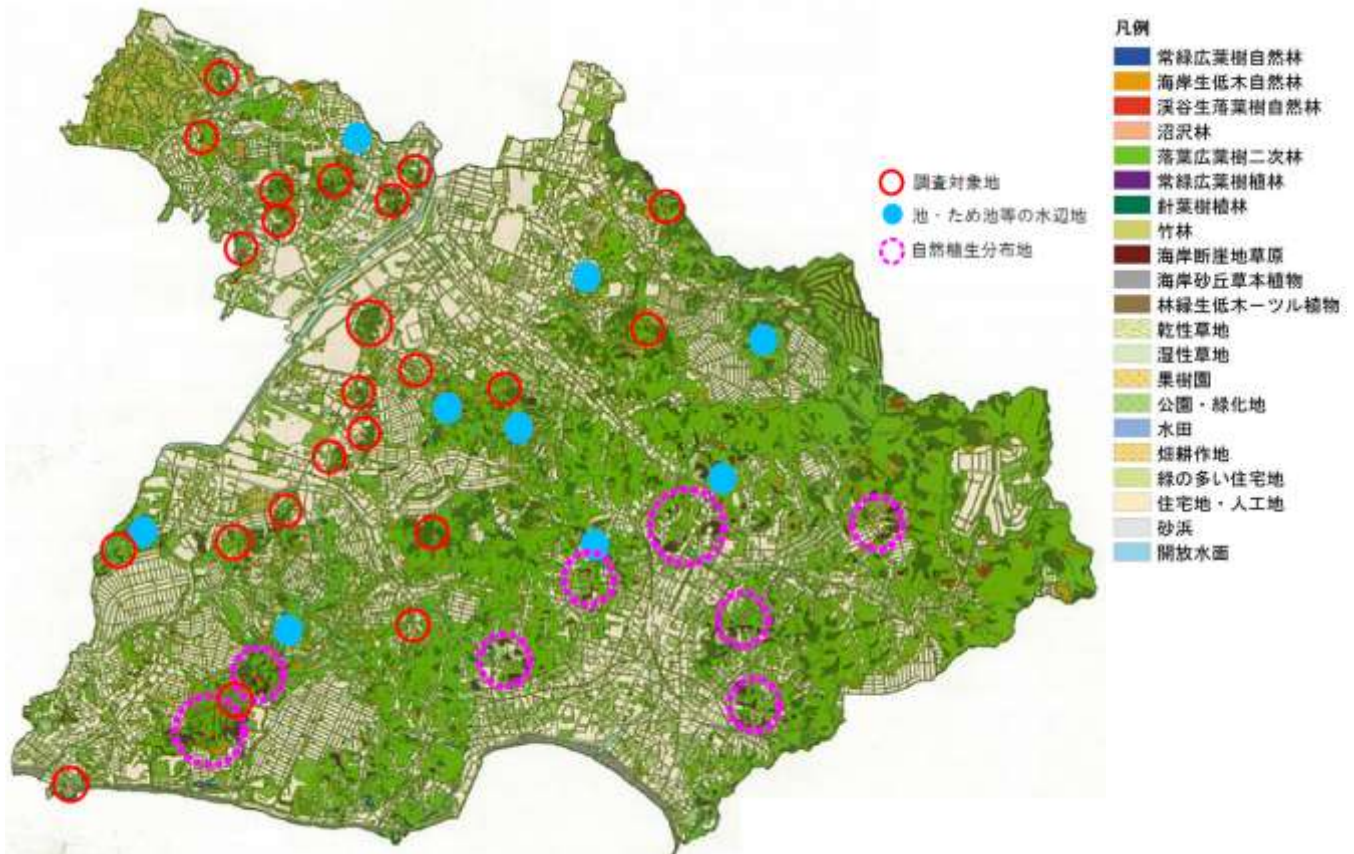 調査対象地
池・ため池等の水辺地
自然植生分布地
凡例
常緑広葉樹自然林
海岸生低木自然林
渓谷生落葉樹自然林
沼沢林
落葉広葉樹二次林
常緑広葉樹植林
針葉樹植林
竹林
海岸断崖地草原
海岸砂丘草本植物
林縁生低木ーツル植物
乾性草地
湿性草地
果樹園
公園・緑化地
水田
畑耕作地
緑の多い住宅地
住宅地・人工地
砂浜
開放水面